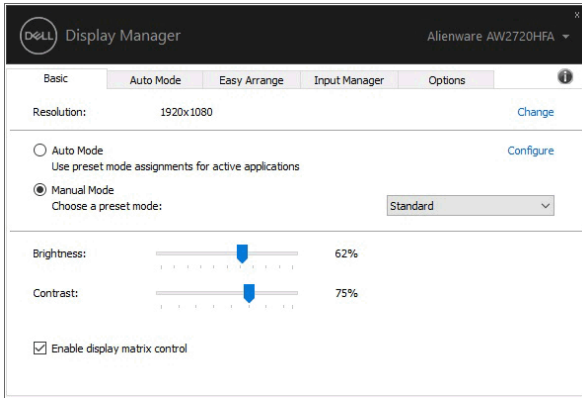 DELL Display Manager Alienware AW2720HFA
Basic Auto Mode Easy Arrange Input Manager Options
Resolution: 1920x1080 Change
Auto Mode Configure
Use preset mode assignments for active applications
Manual Mode
Choose a preset mode: Standard
Brightness: 62%
Contrast: 75%
Enable display matrix control